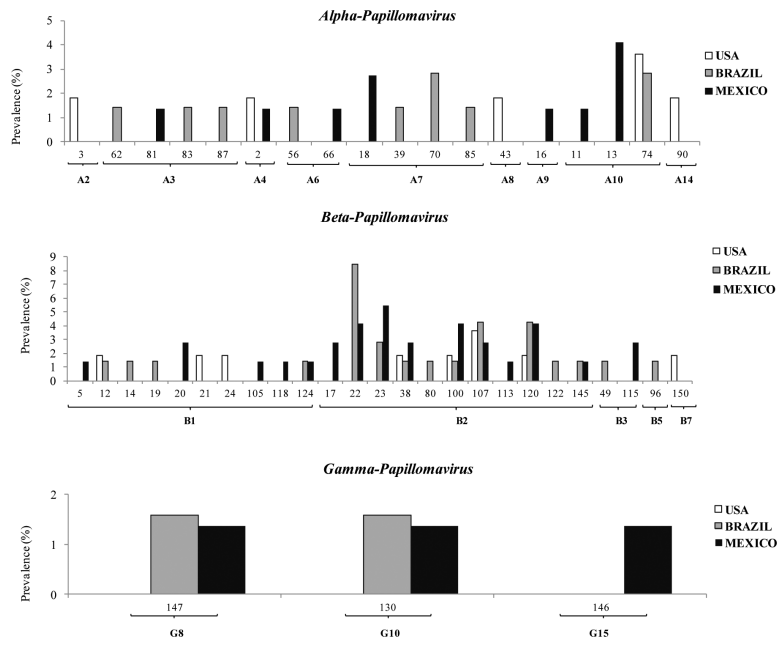 Alpha-Papillomavirus
5
4
3
2
1
0
Prevalence (%)
USA
BRAZIL
MEXICO
3 62 81 83 87 2 56 66 18 39 70 85 43 16 11 13 74 90
A2 A3 A4 A6 A7 A8 A9 A10 A14
Beta-Papillomavirus
9
8
7
6
5
4
3
2
1
0
Prevalence (%)
USA
BRAZIL
MEXICO
5 12 14 19 20 21 24 105 118 124 17 22 23 38 80 100 107 113 120 122 145 49 115 96 150
B1 B2 B3 B5 B7
Gamma-Papillomavirus
2
1
0
Prevalence (%)
USA
BRAZIL
MEXICO
147 130 146
G8 G10 G15